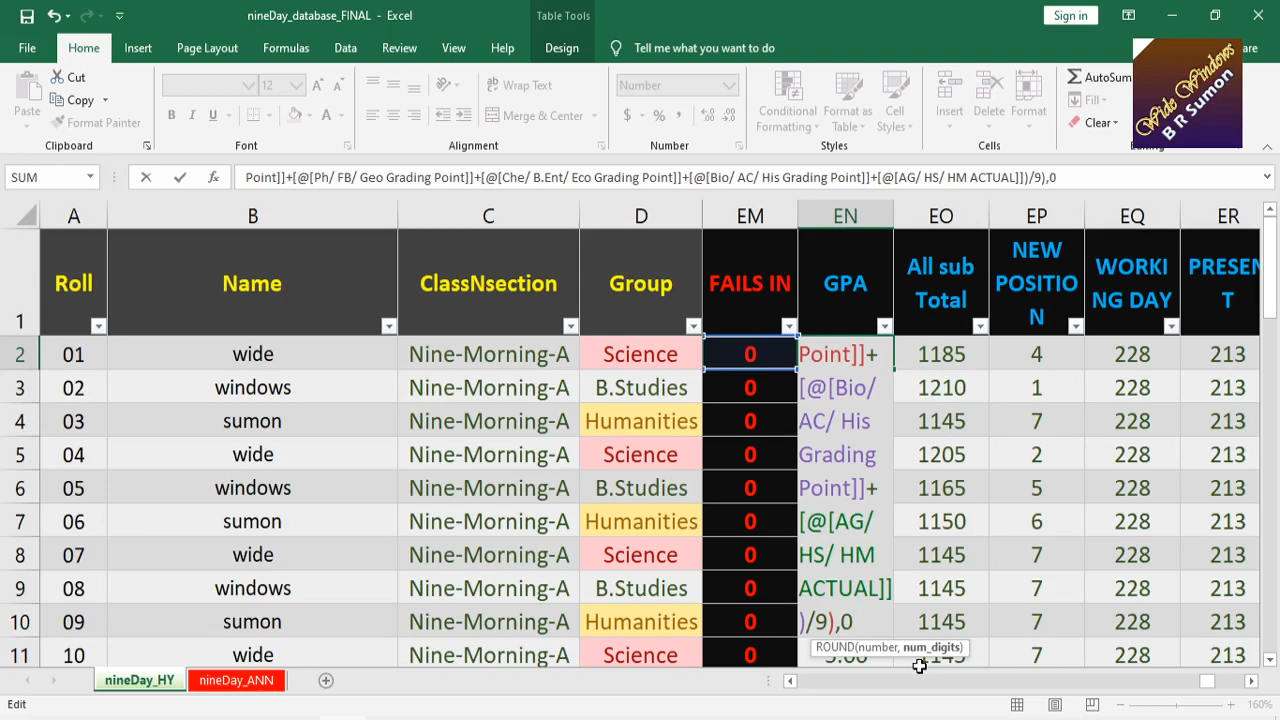 nineDay_database_FINAL - Excel
Table Tools
Sign in
File Home Insert Page Layout Formulas Data Review View Help Design Tell me what you want to do
Wide Windows
B R Sumon
Paste
Cut
Copy
Format Painter
12
B I U
Wrap Text
Merge & Center
Number
$ % ,
Conditional Formatting
Format as Table
Cell Styles
Insert
Delete
Format
AutoSum
Fill
Clear
Clipboard Font Alignment Number Styles Cells
SUM
Point]]+[@[Ph/ FB/ Geo Grading Point]]+[@[Che/ B.Ent/ Eco Grading Point]]+[@[Bio/ AC/ His Grading Point]]+[@[AG/ HS/ HM ACTUAL]])/9),0
A B C D EM EN EO EP EQ ER
1 Roll Name ClassNsection Group FAILS IN GPA All sub Total NEW POSITION WORKING DAY PRESENT
2 01 wide Nine-Morning-A Science 0 Point]]+ 1185 4 228 213
3 02 windows Nine-Morning-A B.Studies 0 [@[Bio/ 1210 1 228 213
4 03 sumon Nine-Morning-A Humanities 0 AC/ His 1145 7 228 213
5 04 wide Nine-Morning-A Science 0 Grading 1205 2 228 213
6 05 windows Nine-Morning-A B.Studies 0 Point]]+ 1165 5 228 213
7 06 sumon Nine-Morning-A Humanities 0 [@[AG/ 1150 6 228 213
8 07 wide Nine-Morning-A Science 0 HS/ HM 1145 7 228 213
9 08 windows Nine-Morning-A B.Studies 0 ACTUAL]] 1145 7 228 213
10 09 sumon Nine-Morning-A Humanities 0 )/9),0 1145 7 228 213
ROUND(number, num_digits)
11 10 wide Nine-Morning-A Science 0 5.00 1145 7 228 213
nineDay_HY nineDay_ANN
Edit
160%